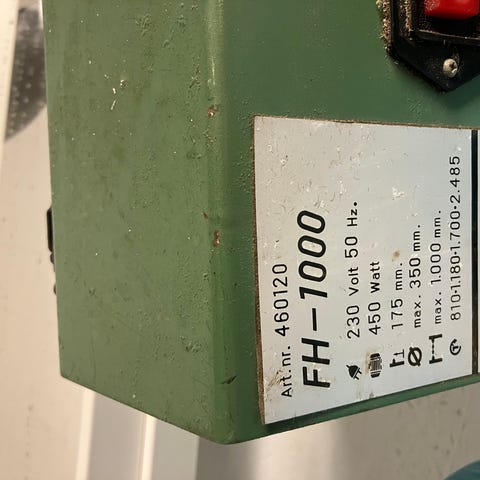 Art.nr. 460120
FH-1000
230 Volt 50 Hz.
450 Watt
175 mm.
Ø max. 350 mm.
max. 1.000 mm.
810-1.180-1.700-2.485